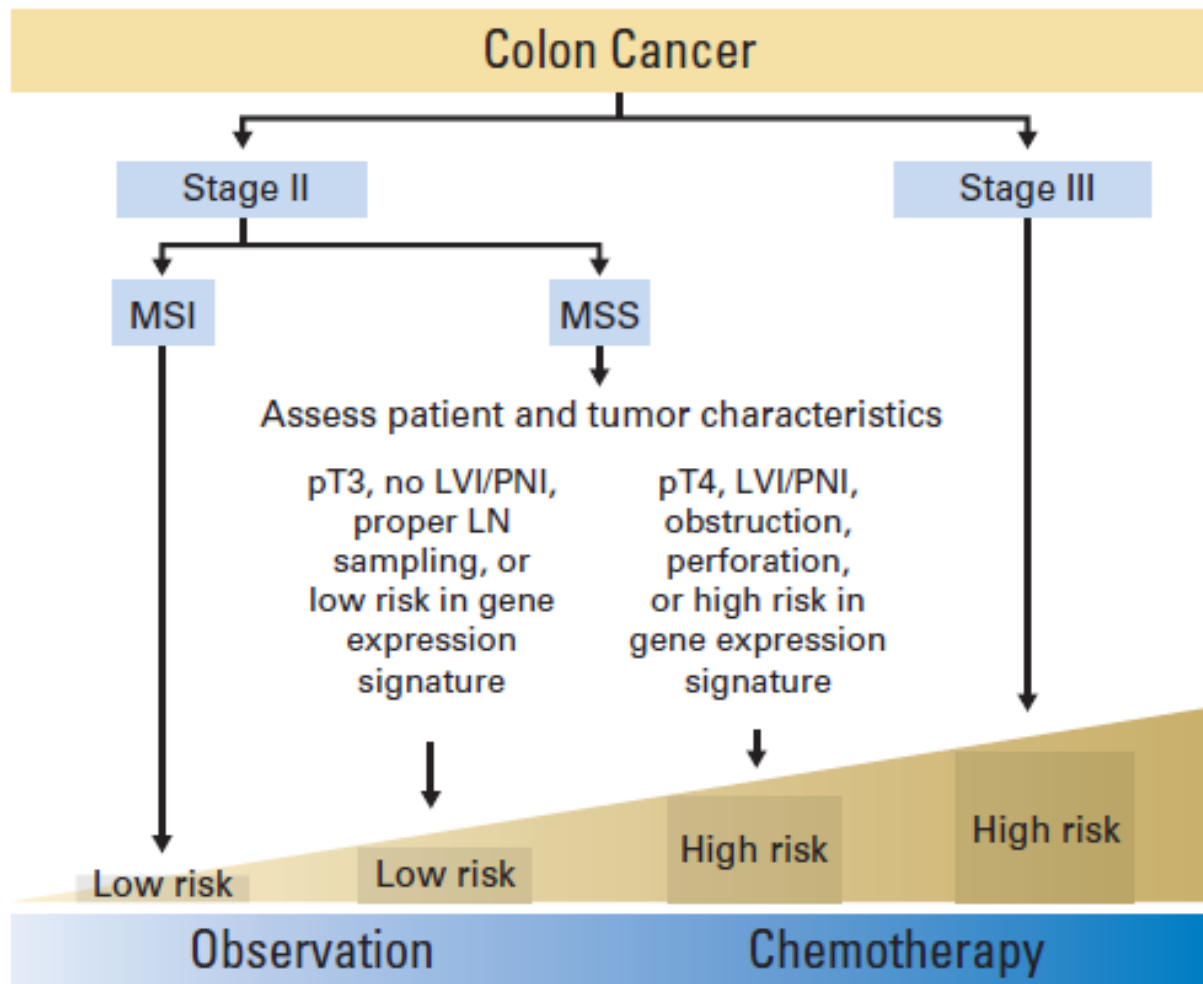 Colon Cancer
Stage II
Stage III
MSI
MSS
Assess patient and tumor characteristics
pT3, no LVI/PNI,
proper LN
sampling, or
low risk in gene
expression
signature
pT4, LVI/PNI,
obstruction,
perforation,
or high risk in
gene expression
signature
Low risk
Low risk
High risk
High risk
Observation
Chemotherapy